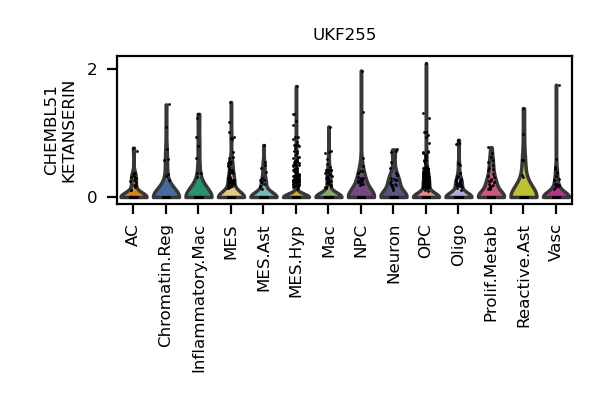 UKF255
CHEMBL51
KETANSERIN
2
0
AC
Chromatin.Reg
Inflammatory.Mac
MES
MES.Ast
MES.Hyp
Mac
NPC
Neuron
OPC
Oligo
Prolif.Metab
Reactive.Ast
Vasc